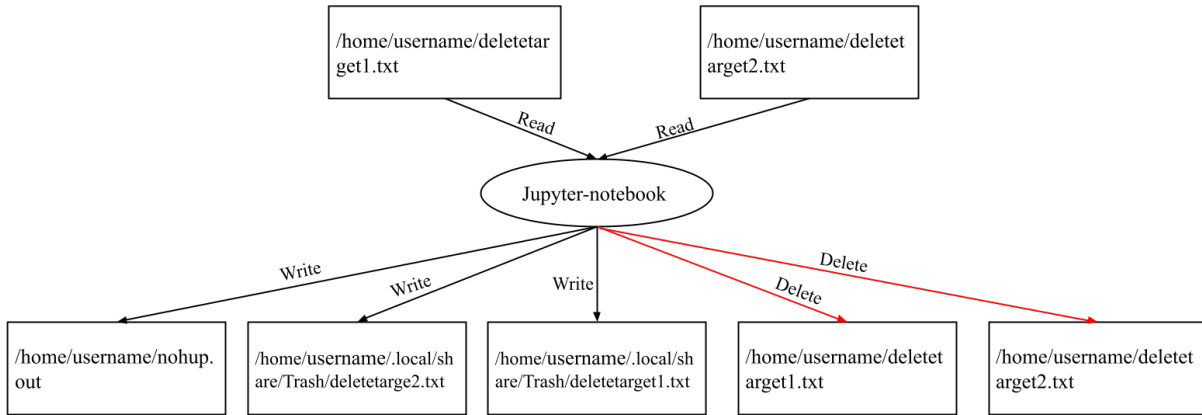 /home/username/deletetar
get1.txt
/home/username/deletet
arget2.txt
Read
Read
Jupyter-notebook
Write
Write
Write
Delete
Delete
/home/username/nohup.
out
/home/username/.local/sh
are/Trash/deletetarge2.txt
/home/username/.local/sh
are/Trash/deletetarget1.txt
/home/username/deletet
arget1.txt
/home/username/deletet
arget2.txt